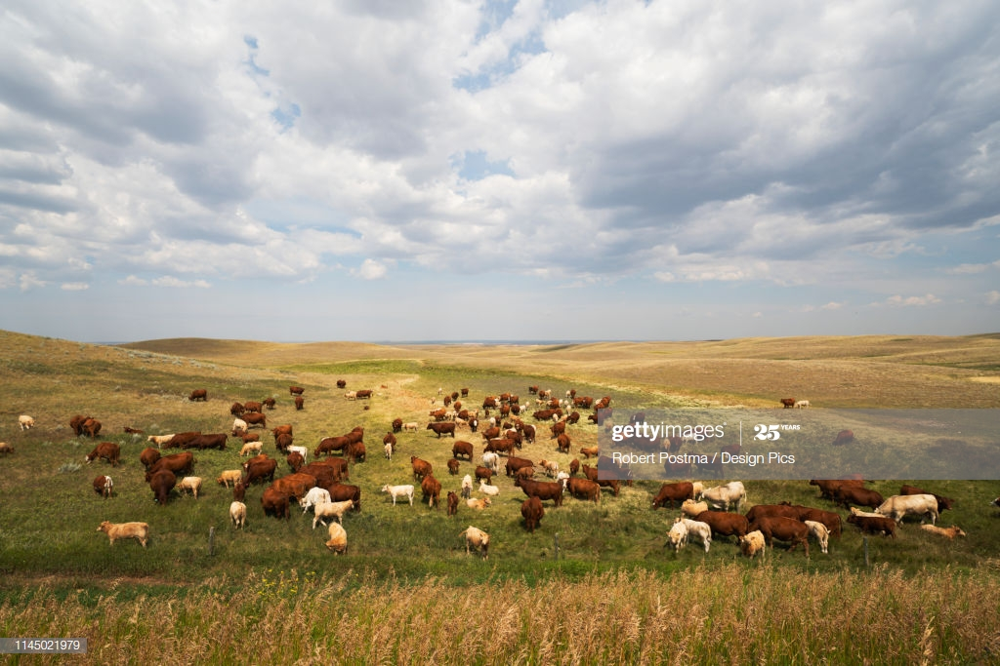 gettyimages®
25 YEARS
Robert Postma / Design Pics
1145021979